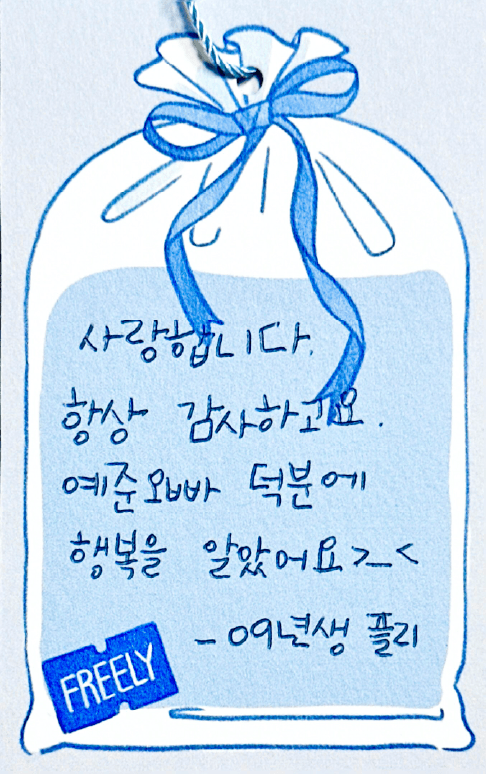 사랑합니다.
항상 감사하고요.
예준오빠 덕분에
행복을 알았어요>_<
- 09년생 플리
FREELY